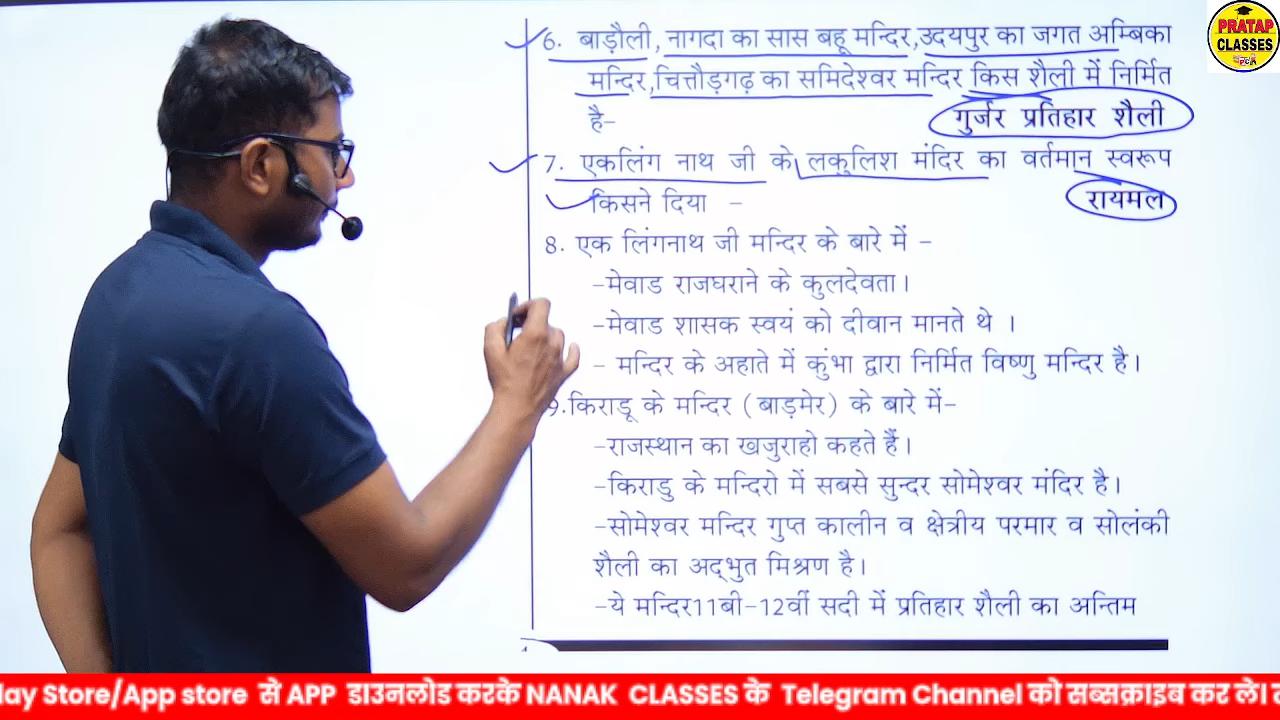 PRATAP
CLASSES
6. बाड़ौली, नागदा का सास बहू मन्दिर,उदयपुर का जगत अम्बिका
मन्दिर,चित्तौड़गढ़ का समिदेश्वर मन्दिर किस शैली में निर्मित
है-
गुर्जर प्रतिहार शैली
7. एकलिंग नाथ जी के लकुलिश मंदिर का वर्तमान स्वरूप
किसने दिया -
रायमल
8. एक लिंगनाथ जी मन्दिर के बारे में -
-मेवाड राजघराने के कुलदेवता।
-मेवाड शासक स्वयं को दीवान मानते थे ।
- मन्दिर के अहाते में कुंभा द्वारा निर्मित विष्णु मन्दिर है।
9.किराडू के मन्दिर (बाड़मेर) के बारे में-
-राजस्थान का खजुराहो कहते हैं।
-किराडु के मन्दिरो में सबसे सुन्दर सोमेश्वर मंदिर है।
-सोमेश्वर मन्दिर गुप्त कालीन व क्षेत्रीय परमार व सोलंकी
शैली का अद्भुत मिश्रण है।
-ये मन्दिर11बी-12वीं सदी में प्रतिहार शैली का अन्तिम
lay Store/App store से APP डाउनलोड करके NANAK CLASSES के Telegram Channel को सब्सक्राइब कर ले।